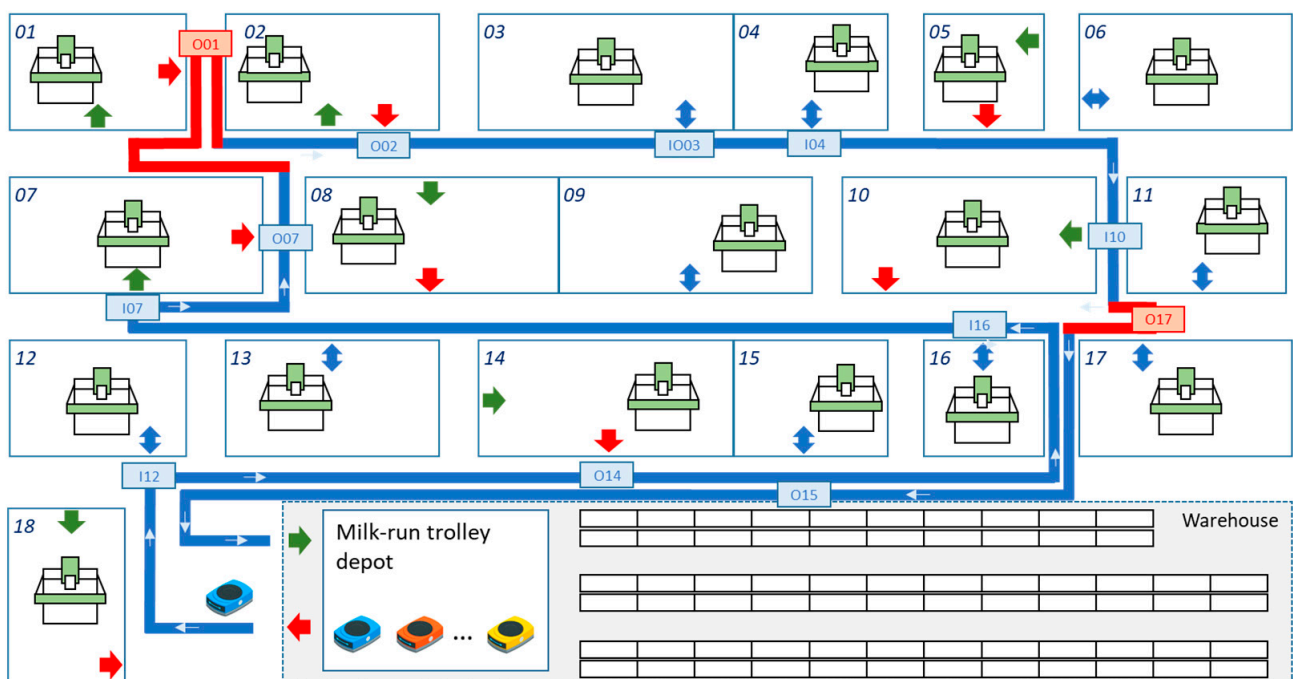 01
O01
02
03
04
05
06
O02
IO03
I04
07
08
09
10
11
O07
I10
I07
I16
O17
12
13
14
15
16
17
I12
O14
O15
18
Milk-run trolley
depot
...
Warehouse